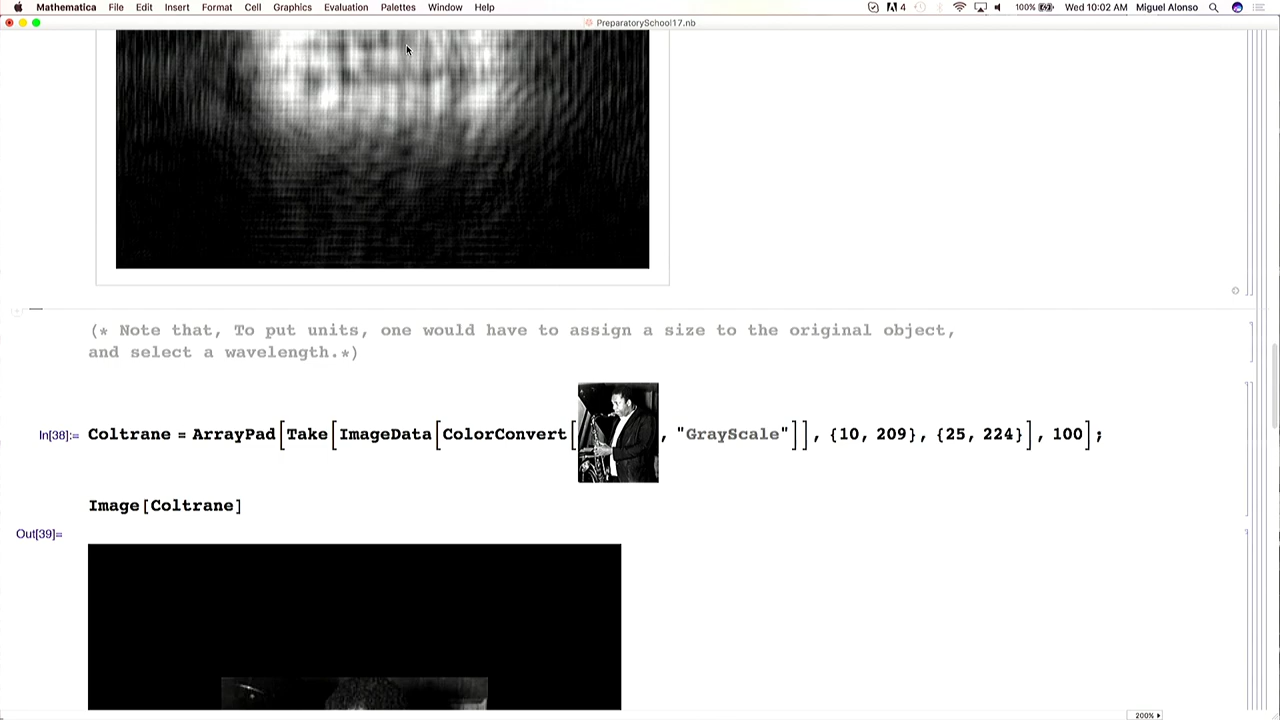 Mathematica File Edit Insert Format Cell Graphics Evaluation Palettes Window Help 4 100% Wed 10:02 AM Miguel Alonso
PreparatorySchool17.nb
(* Note that, To put units, one would have to assign a size to the original object,
and select a wavelength.*)
In[38]:= Coltrane = ArrayPad[Take[ImageData[ColorConvert[ , "GrayScale"]], {10, 209}, {25, 224}], 100];
Image[Coltrane]
Out[39]=
200%